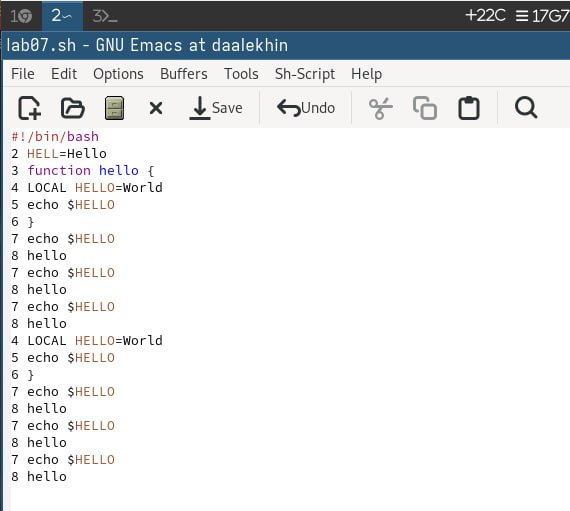 1
2~
3>_
+22C
17G7
lab07.sh - GNU Emacs at daalekhin
File Edit Options Buffers Tools Sh-Script Help
Save
Undo
#!/bin/bash
2 HELL=Hello
3 function hello {
4 LOCAL HELLO=World
5 echo $HELLO
6 }
7 echo $HELLO
8 hello
7 echo $HELLO
8 hello
7 echo $HELLO
8 hello
4 LOCAL HELLO=World
5 echo $HELLO
6 }
7 echo $HELLO
8 hello
7 echo $HELLO
8 hello
7 echo $HELLO
8 hello